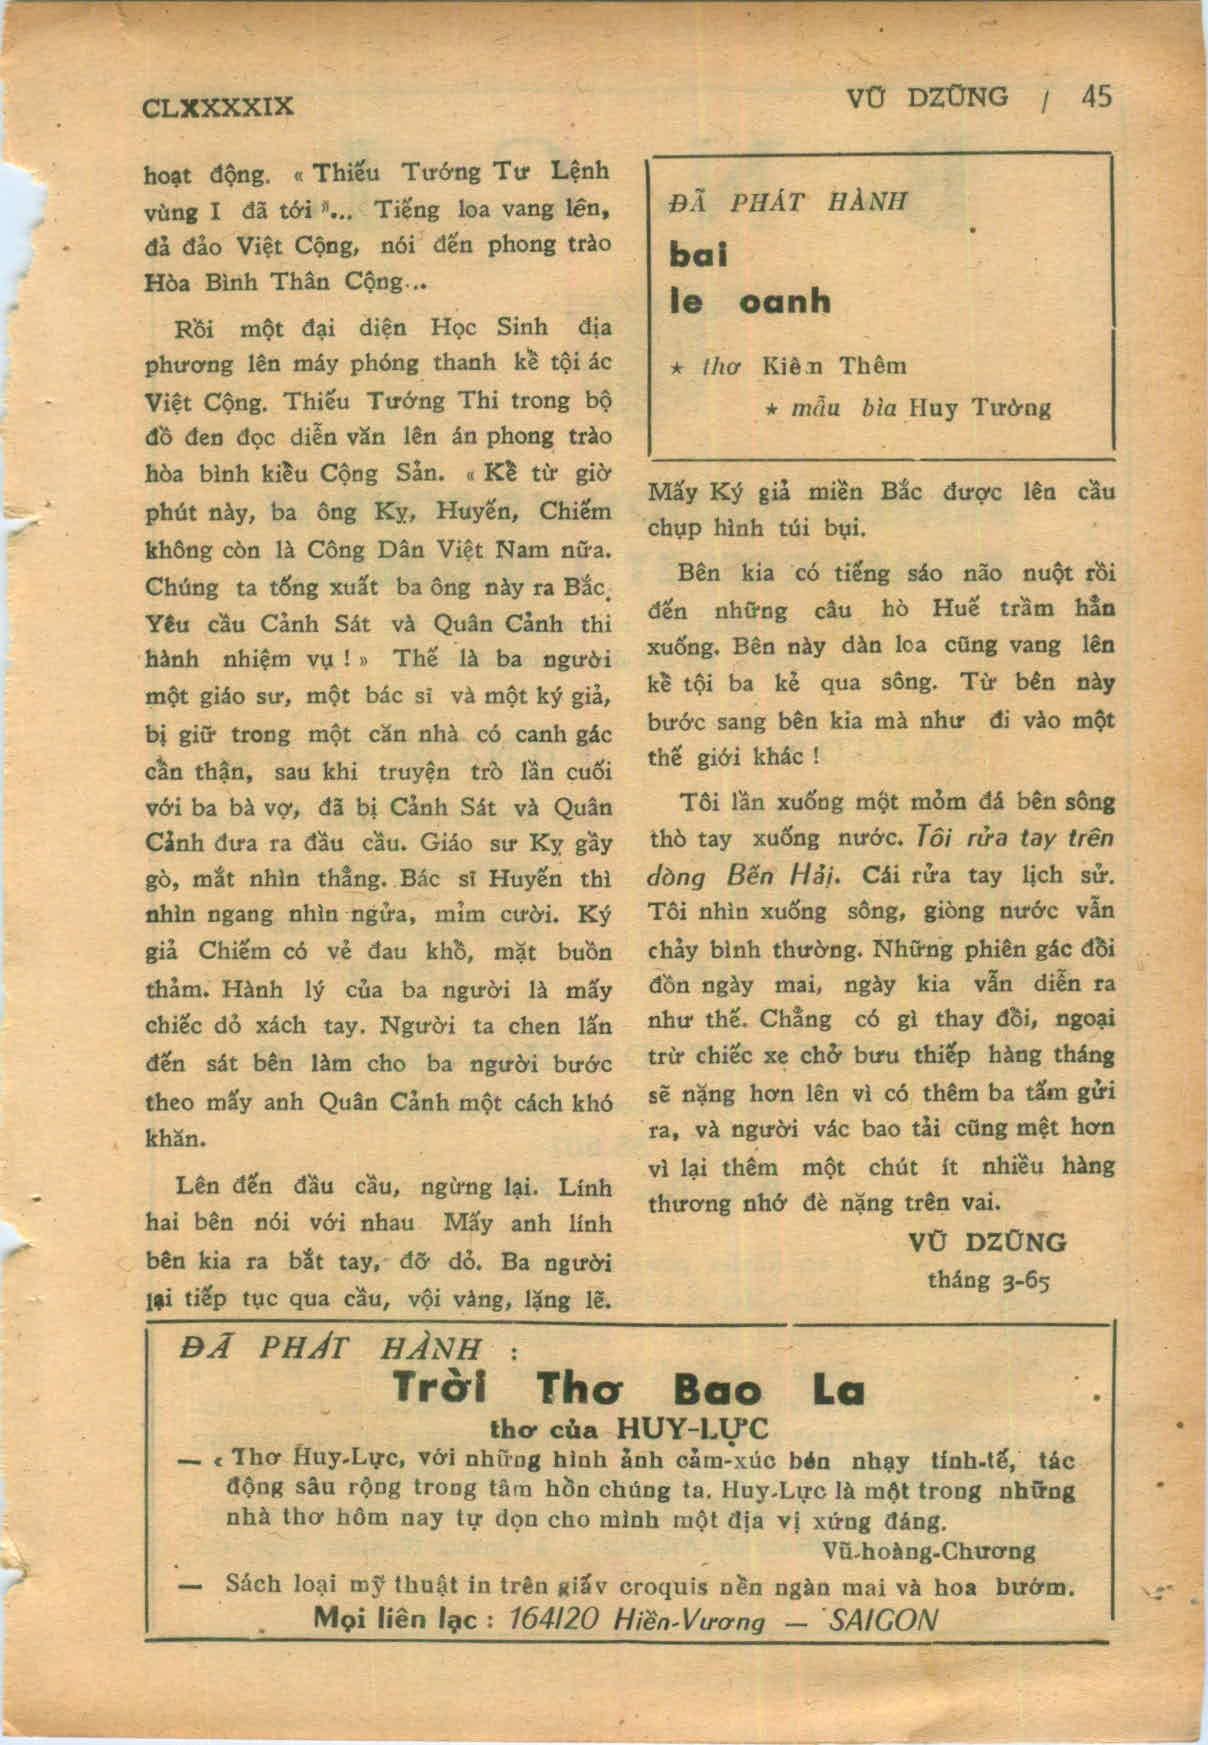 CLXXXXIX
VŨ DZŨNG / 45
hoạt động. « Thiếu Tướng Tư Lệnh
vùng I đã tới »... Tiếng loa vang lên,
đả đảo Việt Cộng, nói đến phong trào
Hòa Bình Thân Cộng...
Rồi một đại diện Học Sinh địa
phương lên máy phóng thanh kể tội ác
Việt Cộng. Thiếu Tướng Thi trong bộ
đồ đen đọc diễn văn lên án phong trào
hòa bình kiểu Cộng Sản. « Kể từ giờ
phút này, ba ông Kỵ, Huyến, Chiếm
không còn là Công Dân Việt Nam nữa.
Chúng ta tống xuất ba ông này ra Bắc.
Yêu cầu Cảnh Sát và Quân Cảnh thi
hành nhiệm vụ ! » Thế là ba người
một giáo sư, một bác sĩ và một ký giả,
bị giữ trong một căn nhà có canh gác
cẩn thận, sau khi truyện trò lần cuối
với ba bà vợ, đã bị Cảnh Sát và Quân
Cảnh đưa ra đầu cầu. Giáo sư Kỵ gầy
gò, mắt nhìn thẳng. Bác sĩ Huyến thì
nhìn ngang nhìn ngửa, mỉm cười. Ký
giả Chiếm có vẻ đau khổ, mặt buồn
thảm. Hành lý của ba người là mấy
chiếc dỏ xách tay. Người ta chen lấn
đến sát bên làm cho ba người bước
theo mấy anh Quân Cảnh một cách khó
khăn.
Lên đến đầu cầu, ngừng lại. Lính
hai bên nói với nhau Mấy anh lính
bên kia ra bắt tay, đỡ dỏ. Ba người
lại tiếp tục qua cầu, vội vàng, lặng lẽ.
ĐÃ PHÁT HÀNH
bai
le oanh
★ thơ Kiên Thêm
★ mẫu bìa Huy Tường
Mấy Ký giả miền Bắc được lên cầu
chụp hình túi bụi.
Bên kia có tiếng sáo não nuột rồi
đến những câu hò Huế trầm hẳn
xuống. Bên này dàn loa cũng vang lên
kể tội ba kẻ qua sông. Từ bên này
bước sang bên kia mà như đi vào một
thế giới khác !
Tôi lần xuống một mỏm đá bên sông
thò tay xuống nước. Tôi rửa tay trên
dòng Bến Hải. Cái rửa tay lịch sử.
Tôi nhìn xuống sông, giòng nước vẫn
chảy bình thường. Những phiên gác đổi
đồn ngày mai, ngày kia vẫn diễn ra
như thế. Chẳng có gì thay đổi, ngoại
trừ chiếc xe chở bưu thiếp hàng tháng
sẽ nặng hơn lên vì có thêm ba tấm gửi
ra, và người vác bao tải cũng mệt hơn
vì lại thêm một chút ít nhiều hàng
thương nhớ đè nặng trên vai.
VŨ DZŨNG
tháng 3-65
ĐÃ PHÁT HÀNH :
Trời Thơ Bao La
thơ của HUY-LỰC
— « Thơ Huy-Lực, với những hình ảnh cảm-xúc bén nhạy tính-tế, tác
động sâu rộng trong tâm hồn chúng ta. Huy-Lực là một trong những
nhà thơ hôm nay tự dọn cho mình một địa vị xứng đáng.
Vũ-hoàng-Chương
— Sách loại mỹ thuật in trên giấy croquis nền ngàn mai và hoa bướm.
Mọi liên lạc : 164/20 Hiền-Vương — SAIGON